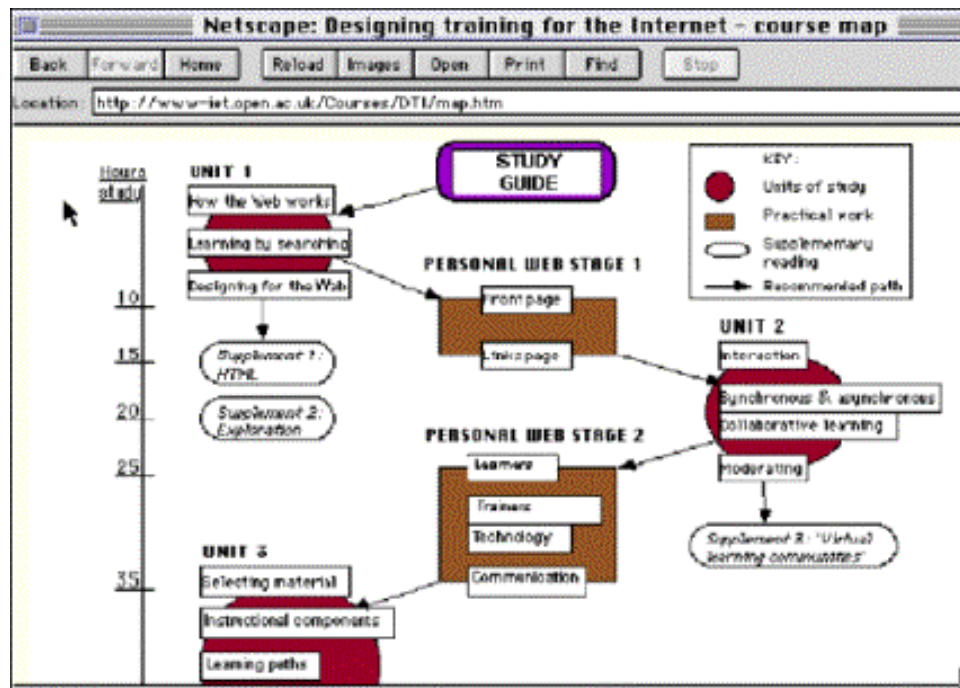 Netscape: Designing training for the Internet - course map
Back Forward Home Reload Images Open Print Find Stop
Location: http://www-iet.open.ac.uk/Courses/DTI/map.htm
Hours
study
10
15
20
25
35
STUDY
GUIDE
KEY:
Units of study
Practical work
Supplementary
reading
Recommended path
UNIT 1
How the Web works
Learning by searching
Designing for the Web
Supplement 1:
HTML
Supplement 2:
Exploration
PERSONAL WEB STAGE 1
Front page
Links page
UNIT 2
Interaction
Synchronous & asynchronous
Collaborative learning
Moderating
Supplement 3: 'Virtual
learning communities'
PERSONAL WEB STAGE 2
Learners
Trainers
Technology
Communication
UNIT 3
Selecting material
Instructional components
Learning paths